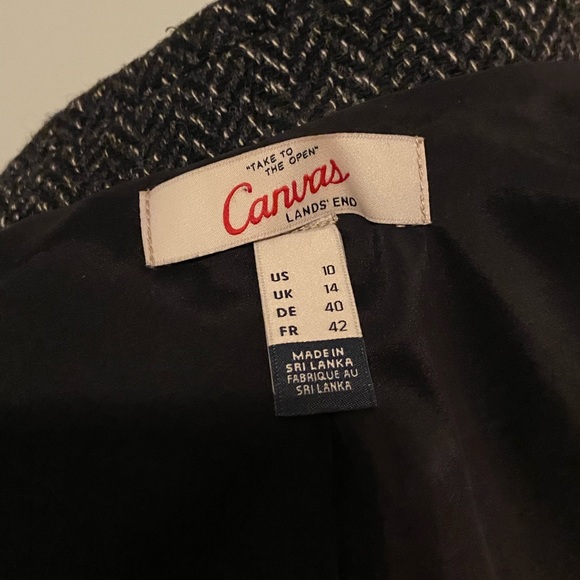 "TAKE TO
THE OPEN"
Canvas
LANDS' END
US 10
UK 14
DE 40
FR 42
MADE IN
SRI LANKA
FABRIQUE AU
SRI LANKA